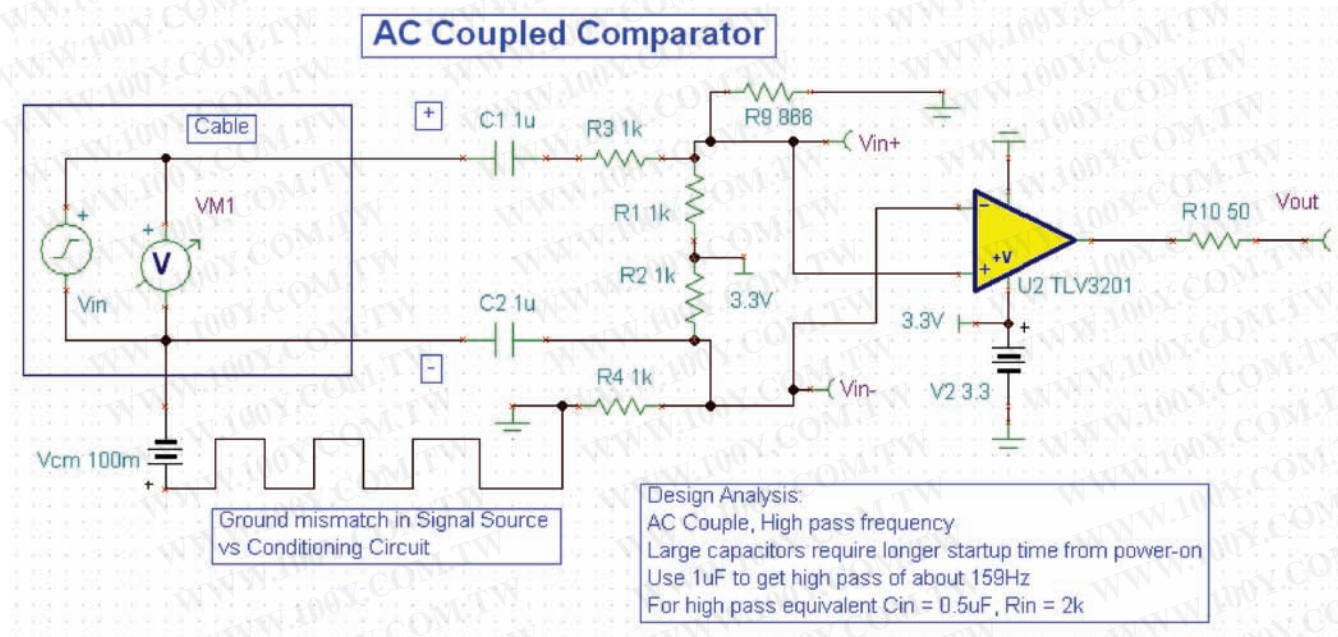 AC Coupled Comparator
Cable
+
C1 1u
R3 1k
R9 866
Vin+
VM1
+
+
V
Vin
R1 1k
R2 1k
3.3V
C2 1u
-
R4 1k
Vin-
−
+
+V
U2 TLV3201
R10 50
Vout
3.3V
+
V2 3.3
Vcm 100m
+
Ground mismatch in Signal Source
vs Conditioning Circuit
Design Analysis:
AC Couple, High pass frequency
Large capacitors require longer startup time from power-on
Use 1uF to get high pass of about 159Hz
For high pass equivalent Cin = 0.5uF, Rin = 2k
WWW.100Y.COM.TW